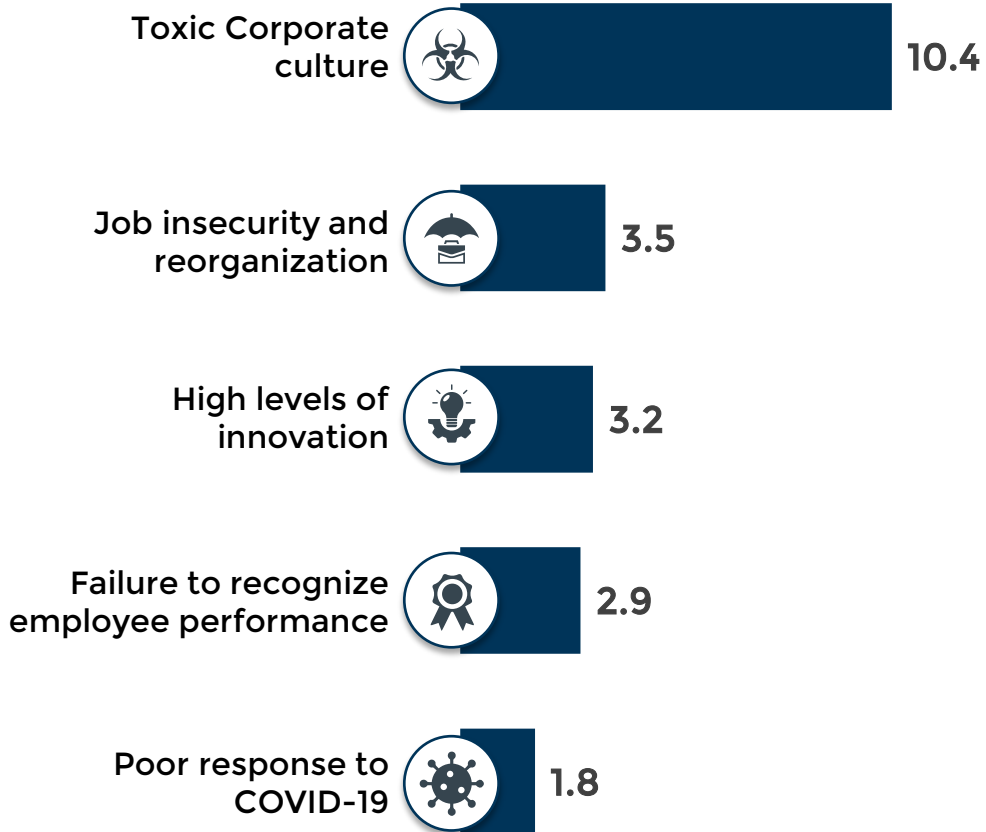 Toxic Corporate
culture
10.4
Job insecurity and
reorganization
3.5
High levels of
innovation
3.2
Failure to recognize
employee performance
2.9
Poor response to
COVID-19
1.8